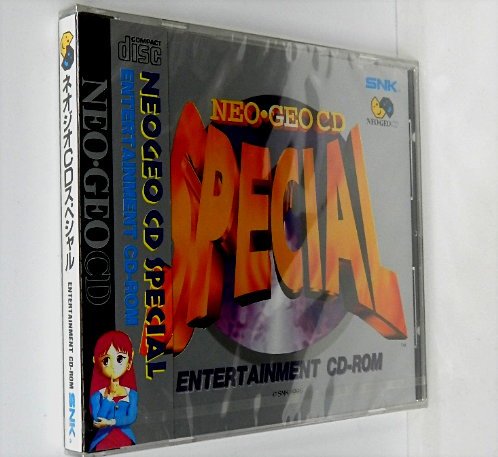 ネオジオCDスペシャル
ENTERTAINMENT CD-ROM
SNK
NEO•GEO CD
COMPACT
disc
NEOGEO CD SPECIAL
ENTERTAINMENT CD-ROM
SNK
NEO•GEO CD
NEO•GEO CD
SPECIAL
TM
ENTERTAINMENT CD-ROM